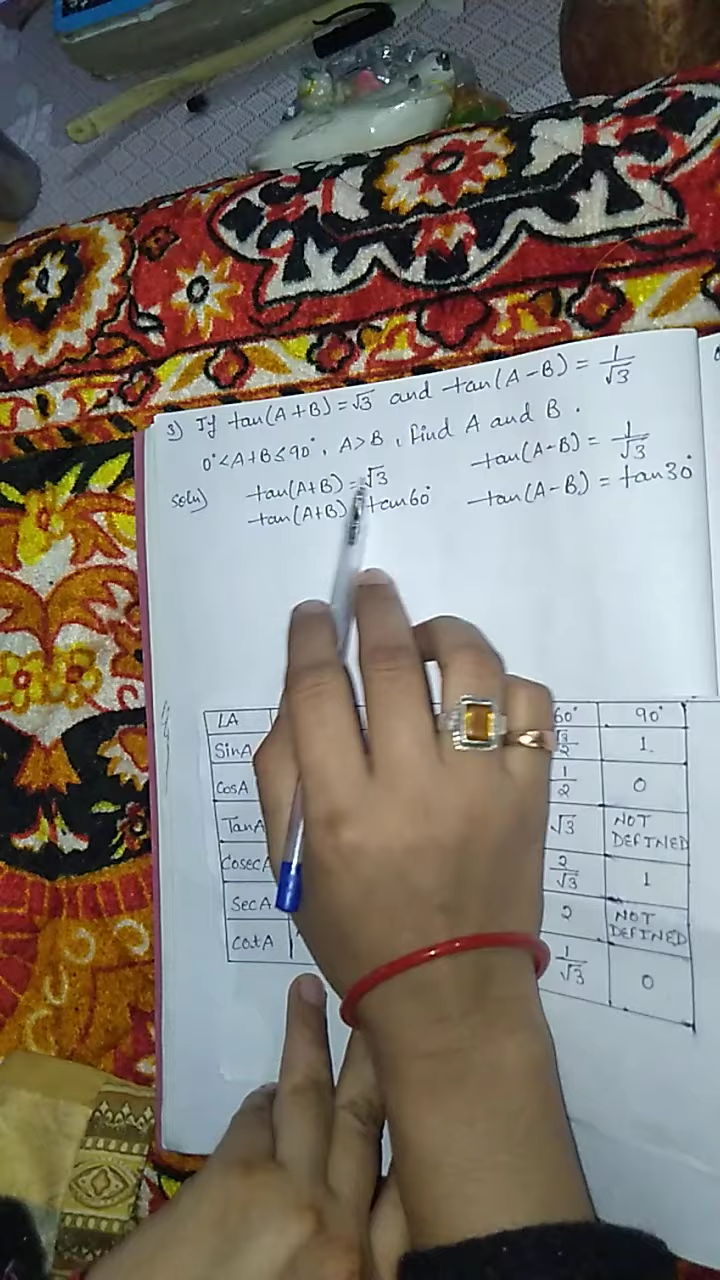 3) If tan(A+B)=√3 and tan(A-B) = 1/√3
0°<A+B≤90°, A>B, find A and B.
Soln) tan(A+B)=√3 tan(A-B) = 1/√3
tan(A+B) tan60° tan(A-B) = tan30°
LA 60° 90°
SinA √3/2 1
CosA 1/2 0
TanA √3 NOT DEFINED
CosecA 2/√3 1
SecA 2 NOT DEFINED
CotA 1/√3 0